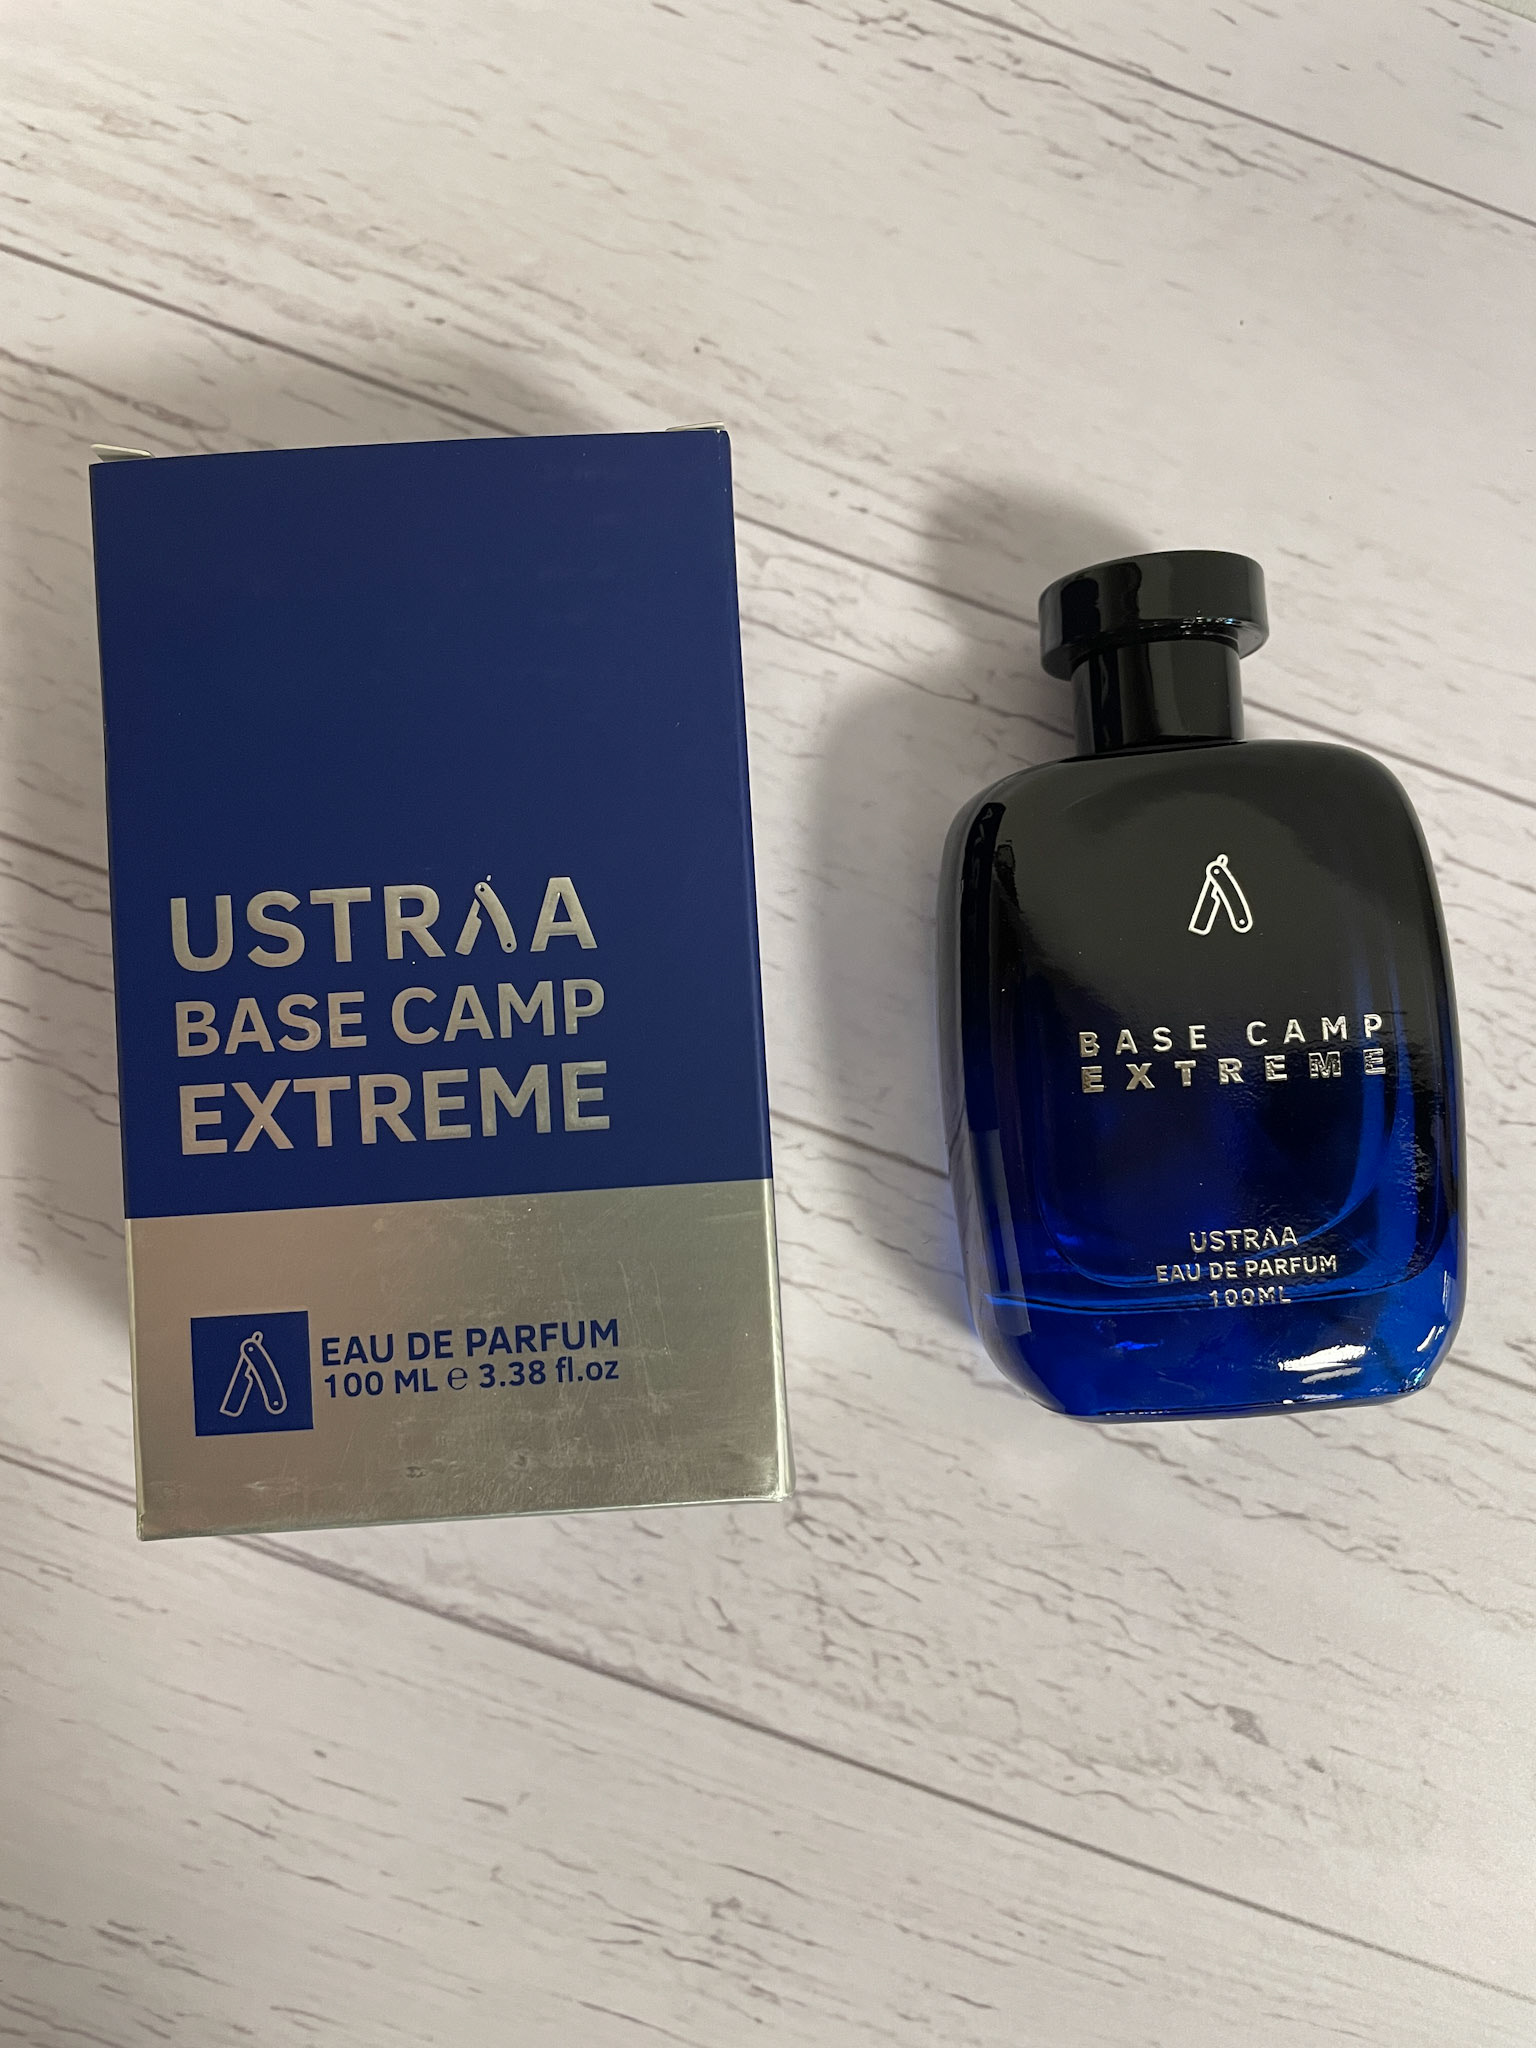 USTRAA
BASE CAMP
EXTREME
EAU DE PARFUM
100 ML ℮ 3.38 fl.oz
BASE CAMP
EXTREME
USTRAA
EAU DE PARFUM
100ML